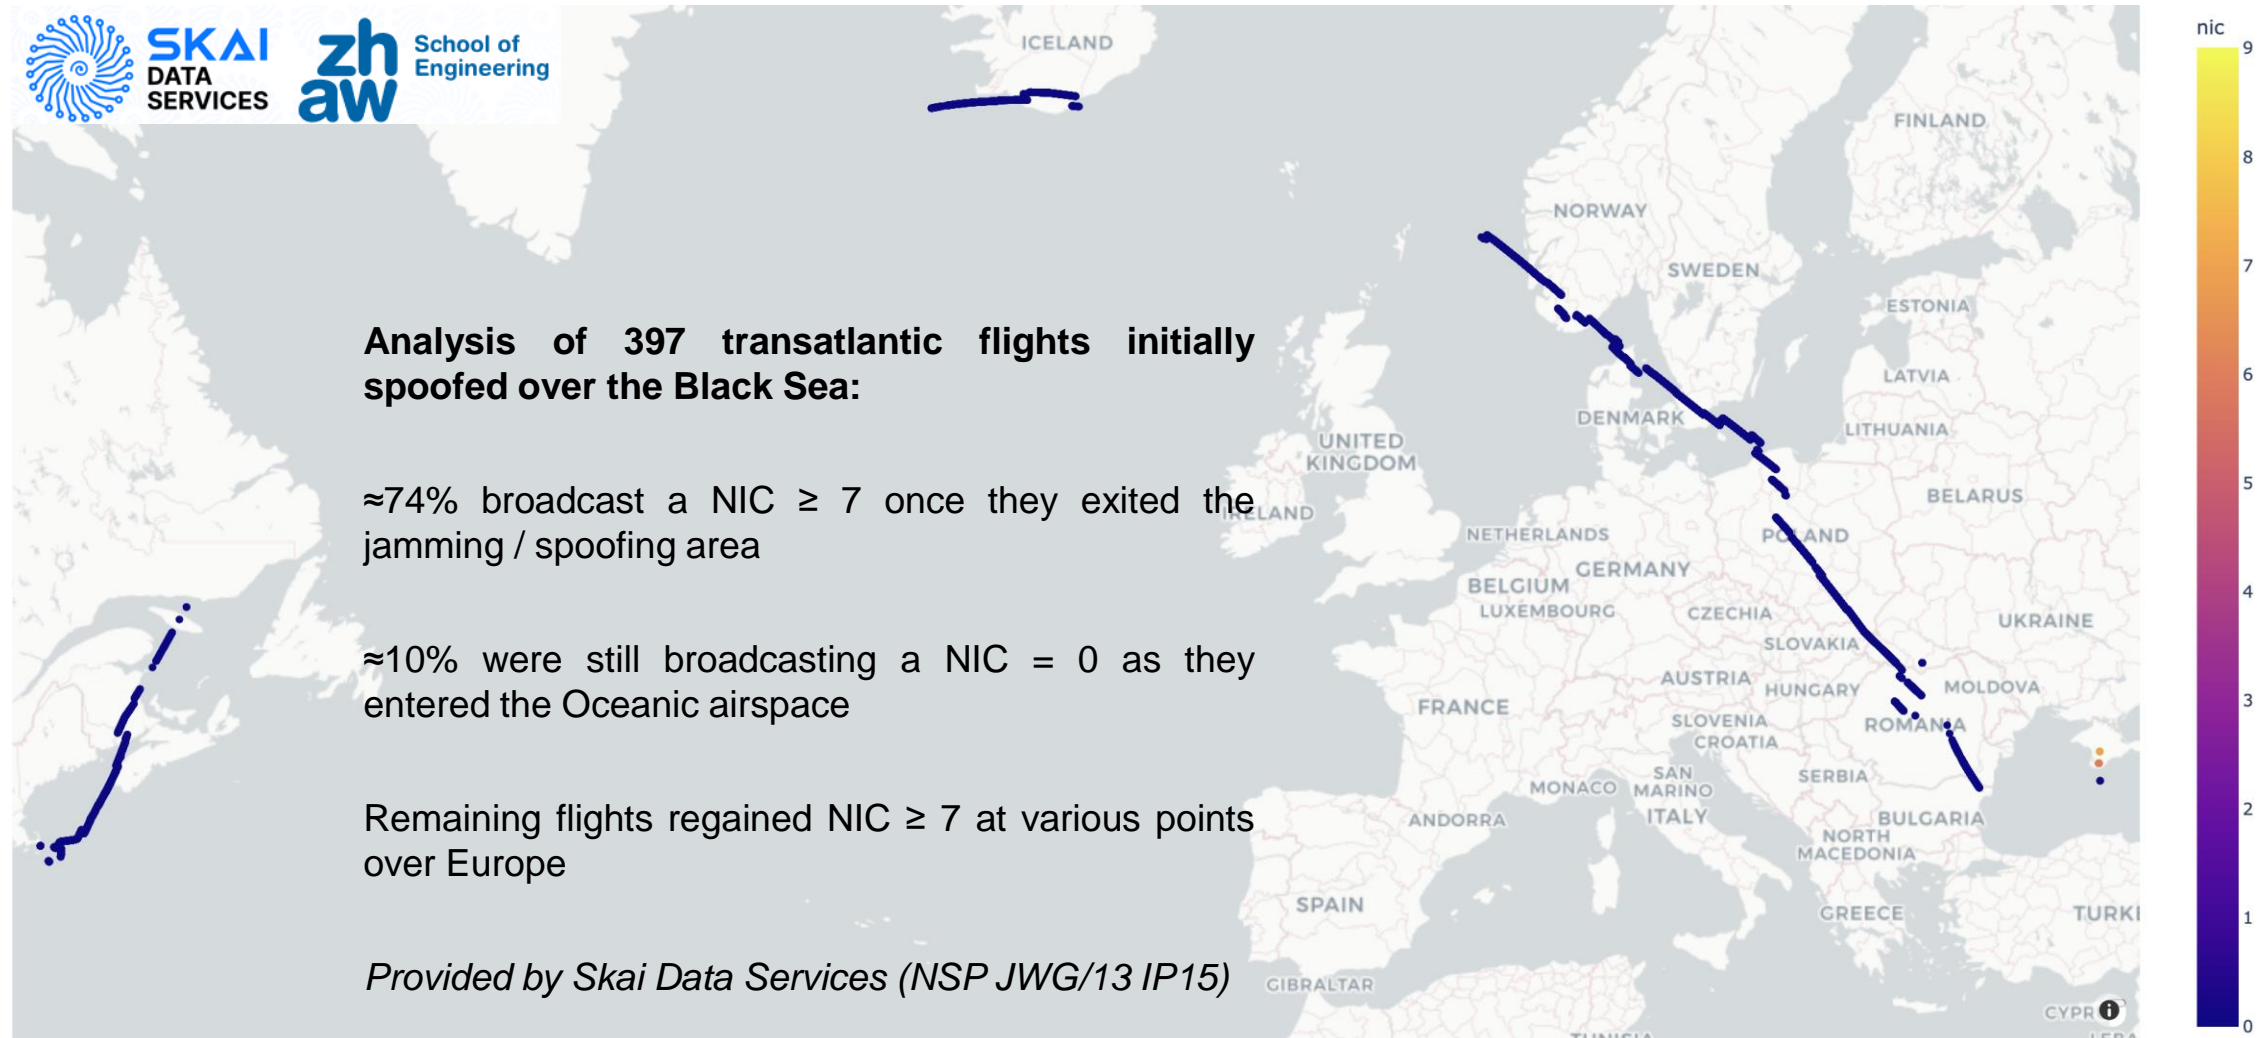 SKAI
DATA
SERVICES
zh
aw
School of
Engineering
ICELAND
nic
9
8
7
6
5
4
3
2
1
0
FINLAND
NORWAY
SWEDEN
ESTONIA
LATVIA
DENMARK
LITHUANIA
UNITED
KINGDOM
BELARUS
NETHERLANDS
POLAND
GERMANY
BELGIUM
LUXEMBOURG
CZECHIA
UKRAINE
SLOVAKIA
AUSTRIA
HUNGARY
MOLDOVA
FRANCE
SLOVENIA
ROMANIA
CROATIA
SAN
MARINO
SERBIA
MONACO
ITALY
ANDORRA
BULGARIA
NORTH
MACEDONIA
SPAIN
GREECE
TURKE
GIBRALTAR
CYPR
Analysis of 397 transatlantic flights initially
spoofed over the Black Sea:
≈74% broadcast a NIC ≥ 7 once they exited the
IRELAND
jamming / spoofing area
≈10% were still broadcasting a NIC = 0 as they
entered the Oceanic airspace
Remaining flights regained NIC ≥ 7 at various points
over Europe
Provided by Skai Data Services (NSP JWG/13 IP15)